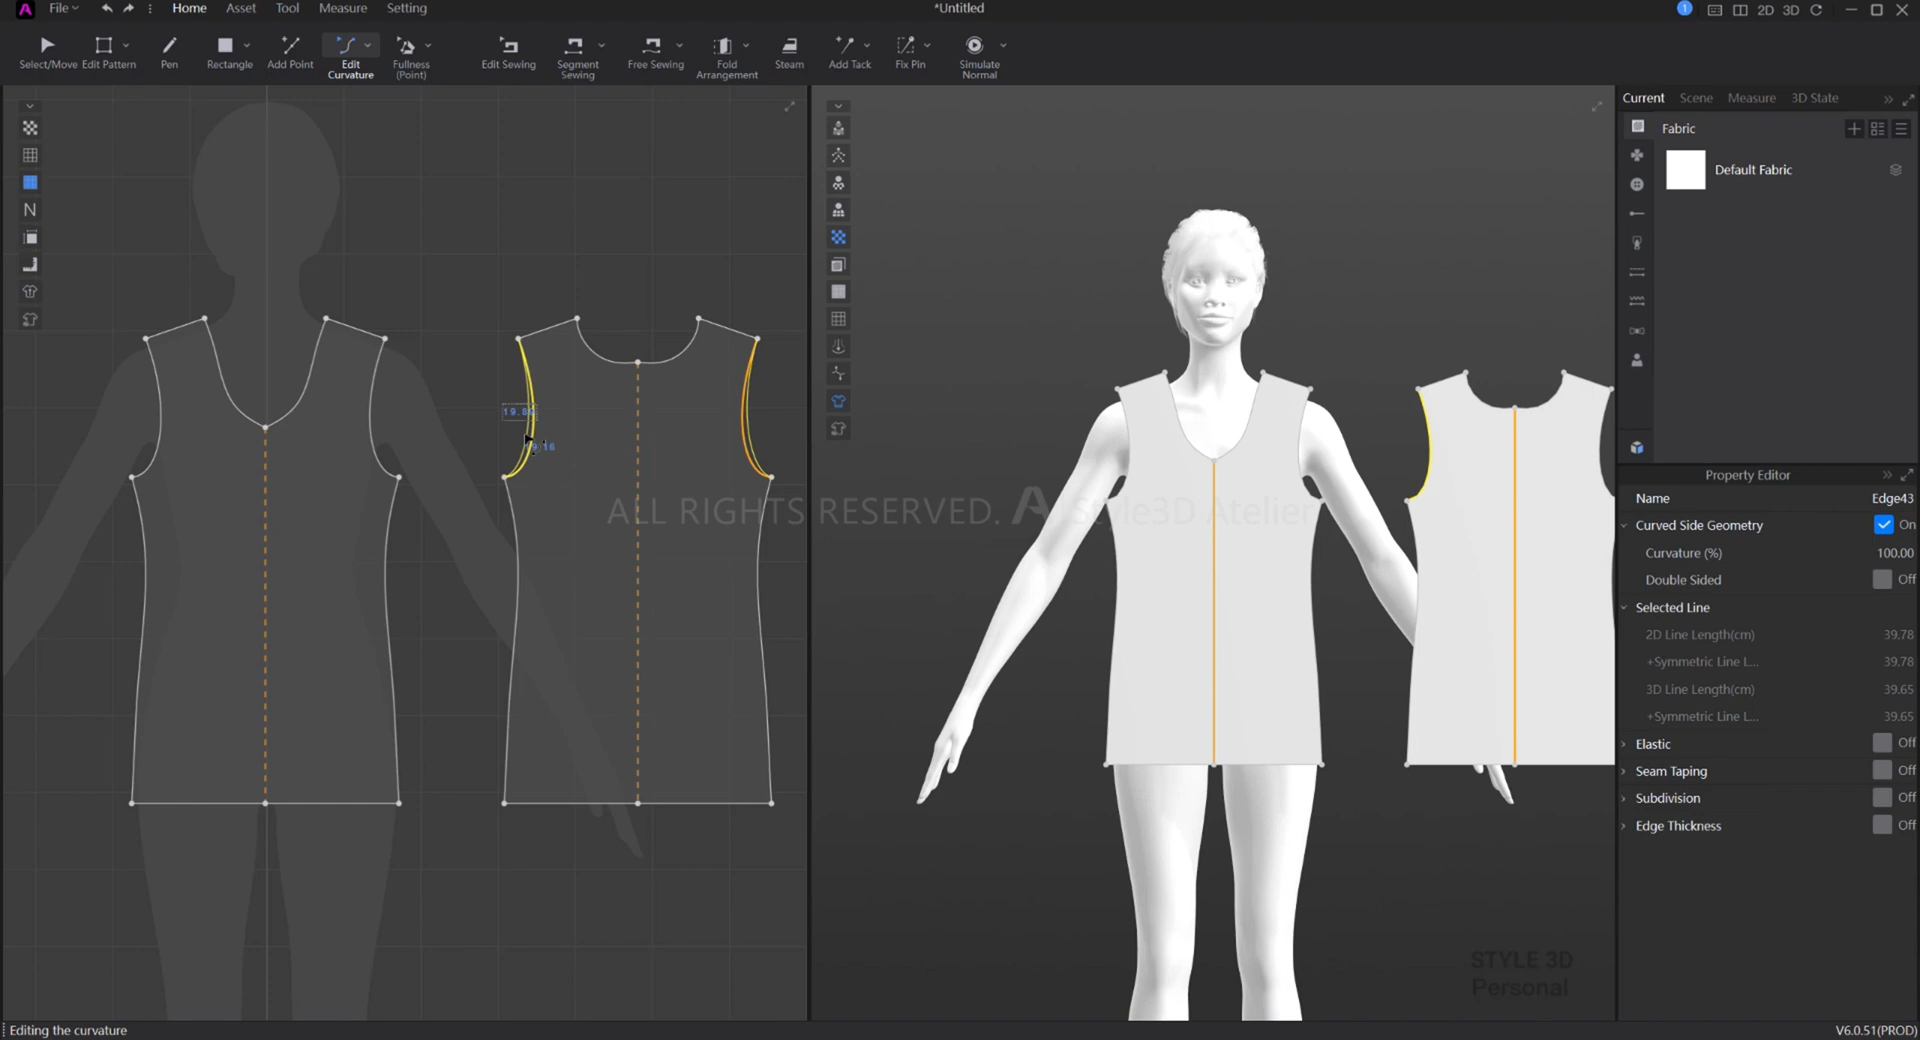 File Home Asset Tool Measure Setting *Untitled 1 2D 3D
Select/Move Edit Pattern Pen Rectangle Add Point Edit Curvature Fullness (Point) Edit Sewing Segment Sewing Free Sewing Fold Arrangement Steam Add Tack Fix Pin Simulate Normal
Current Scene Measure 3D State
Fabric
Default Fabric
N
ALL RIGHTS RESERVED. Style3D Atelier
Property Editor
Name Edge43
Curved Side Geometry On
Curvature (%) 100.00
Double Sided Off
Selected Line
2D Line Length(cm) 39.78
+Symmetric Line L... 39.78
3D Line Length(cm) 39.65
+Symmetric Line L... 39.65
Elastic Off
Seam Taping Off
Subdivision Off
Edge Thickness Off
STYLE 3D
Personal
Editing the curvature V6.0.51(PROD)